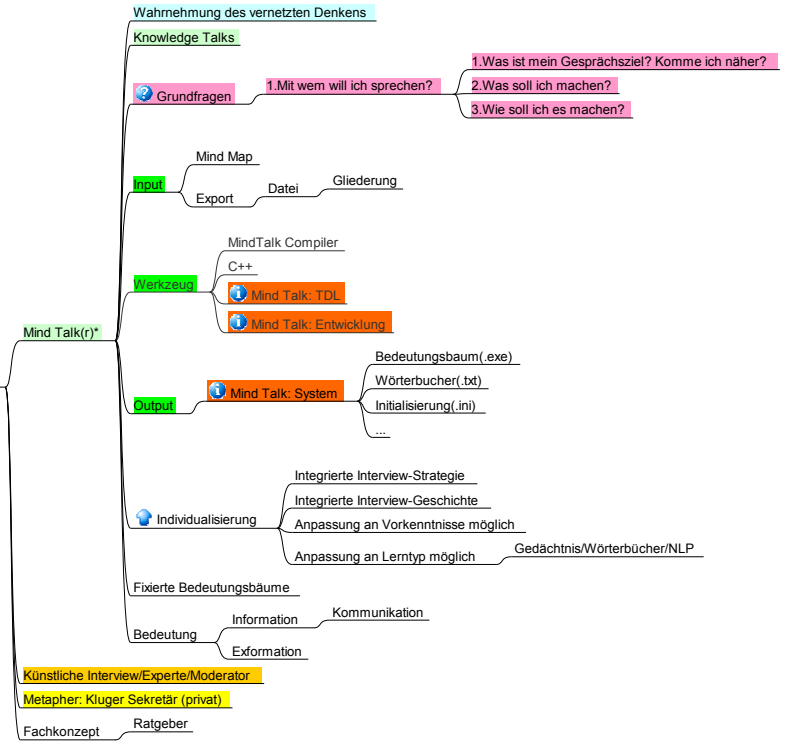 Wahrnehmung des vernetzten Denkens
Knowledge Talks
Grundfragen
1.Mit wem will ich sprechen?
1.Was ist mein Gesprächsziel? Komme ich näher?
2.Was soll ich machen?
3.Wie soll ich es machen?
Input
Mind Map
Export
Datei
Gliederung
Werkzeug
MindTalk Compiler
C++
Mind Talk: TDL
Mind Talk: Entwicklung
Mind Talk(r)*
Output
Mind Talk: System
Bedeutungsbaum(.exe)
Wörterbucher(.txt)
Initialisierung(.ini)
...
Individualisierung
Integrierte Interview-Strategie
Integrierte Interview-Geschichte
Anpassung an Vorkenntnisse möglich
Anpassung an Lerntyp möglich
Gedächtnis/Wörterbücher/NLP
Fixierte Bedeutungsbäume
Bedeutung
Information
Kommunikation
Exformation
Künstliche Interview/Experte/Moderator
Metapher: Kluger Sekretär (privat)
Fachkonzept
Ratgeber